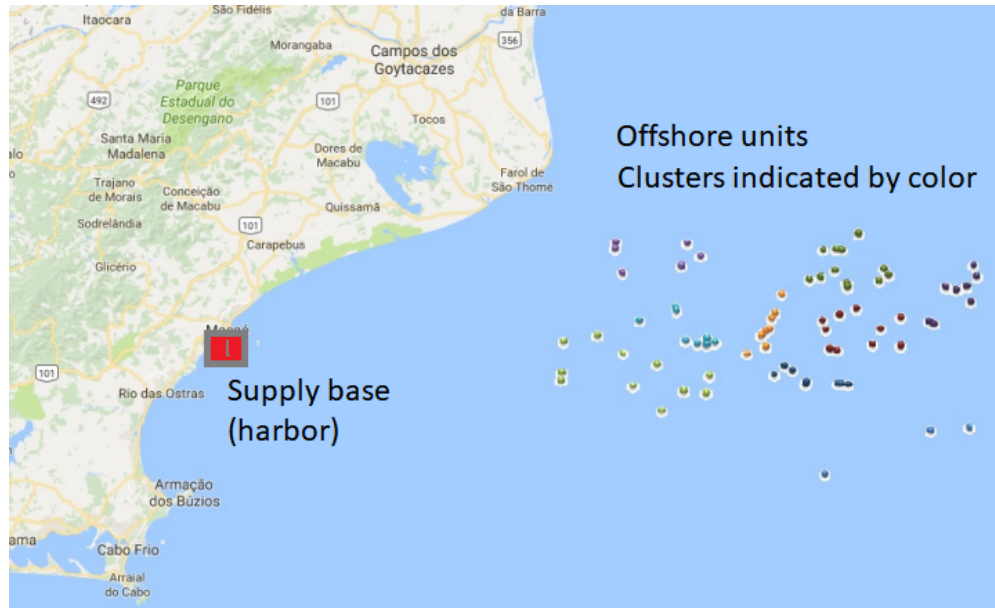 São Fidélis
da Barra
Itaocara
356
Morangaba
Campos dos
Goytacazes
Parque
Estadual do
Desengano
492
101
Tocos
Santa Maria
Madalena
Dores de
Macabu
Offshore units
Clusters indicated by color
Farol de
São Thomé
Trajano
de Morais
Conceição
de Macabu
Quissamã
Sodrelândia
101
Carapebus
Glicério
101
Rio das Ostras
Supply base
(harbor)
Armação
dos Búzios
Cabo Frio
Arraial
do Cabo